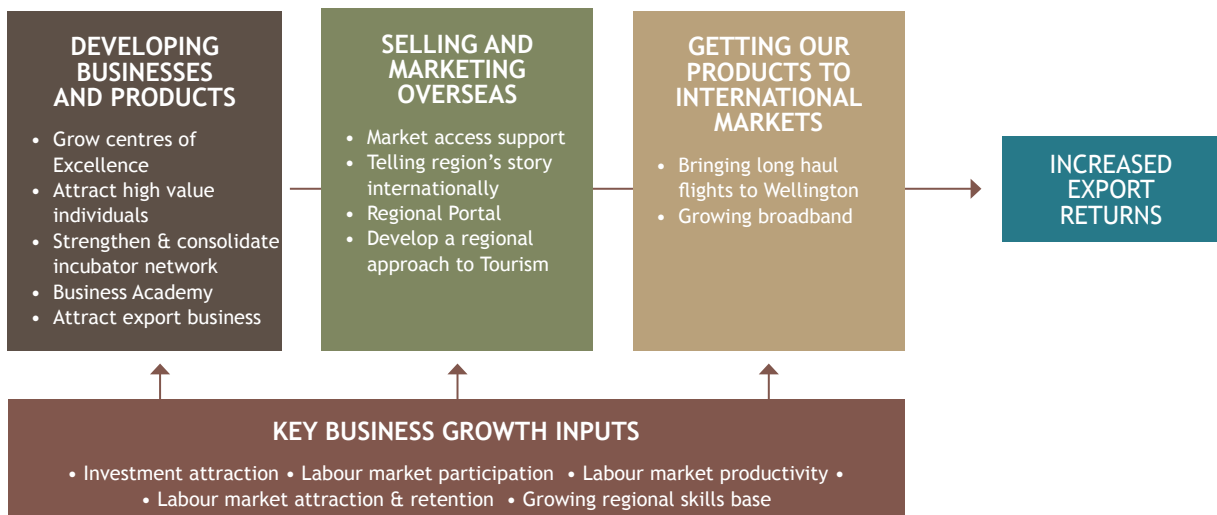 DEVELOPING
BUSINESSES
AND PRODUCTS
• Grow centres of
Excellence
• Attract high value
individuals
• Strengthen & consolidate
incubator network
• Business Academy
• Attract export business
SELLING AND
MARKETING
OVERSEAS
• Market access support
• Telling region's story
internationally
• Regional Portal
• Develop a regional
approach to Tourism
GETTING OUR
PRODUCTS TO
INTERNATIONAL
MARKETS
• Bringing long haul
flights to Wellington
• Growing broadband
INCREASED
EXPORT
RETURNS
KEY BUSINESS GROWTH INPUTS
• Investment attraction • Labour market participation • Labour market productivity •
• Labour market attraction & retention • Growing regional skills base